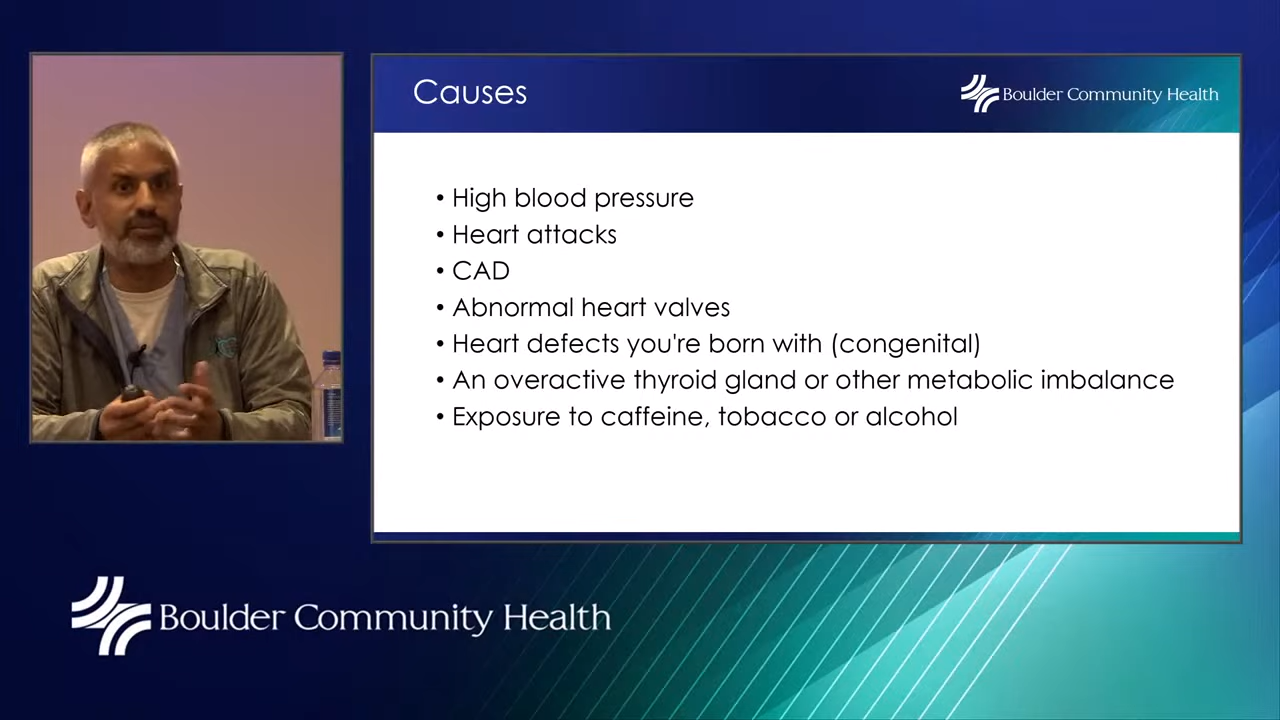 Causes
Boulder Community Health
• High blood pressure
• Heart attacks
• CAD
• Abnormal heart valves
• Heart defects you're born with (congenital)
• An overactive thyroid gland or other metabolic imbalance
• Exposure to caffeine, tobacco or alcohol
Boulder Community Health